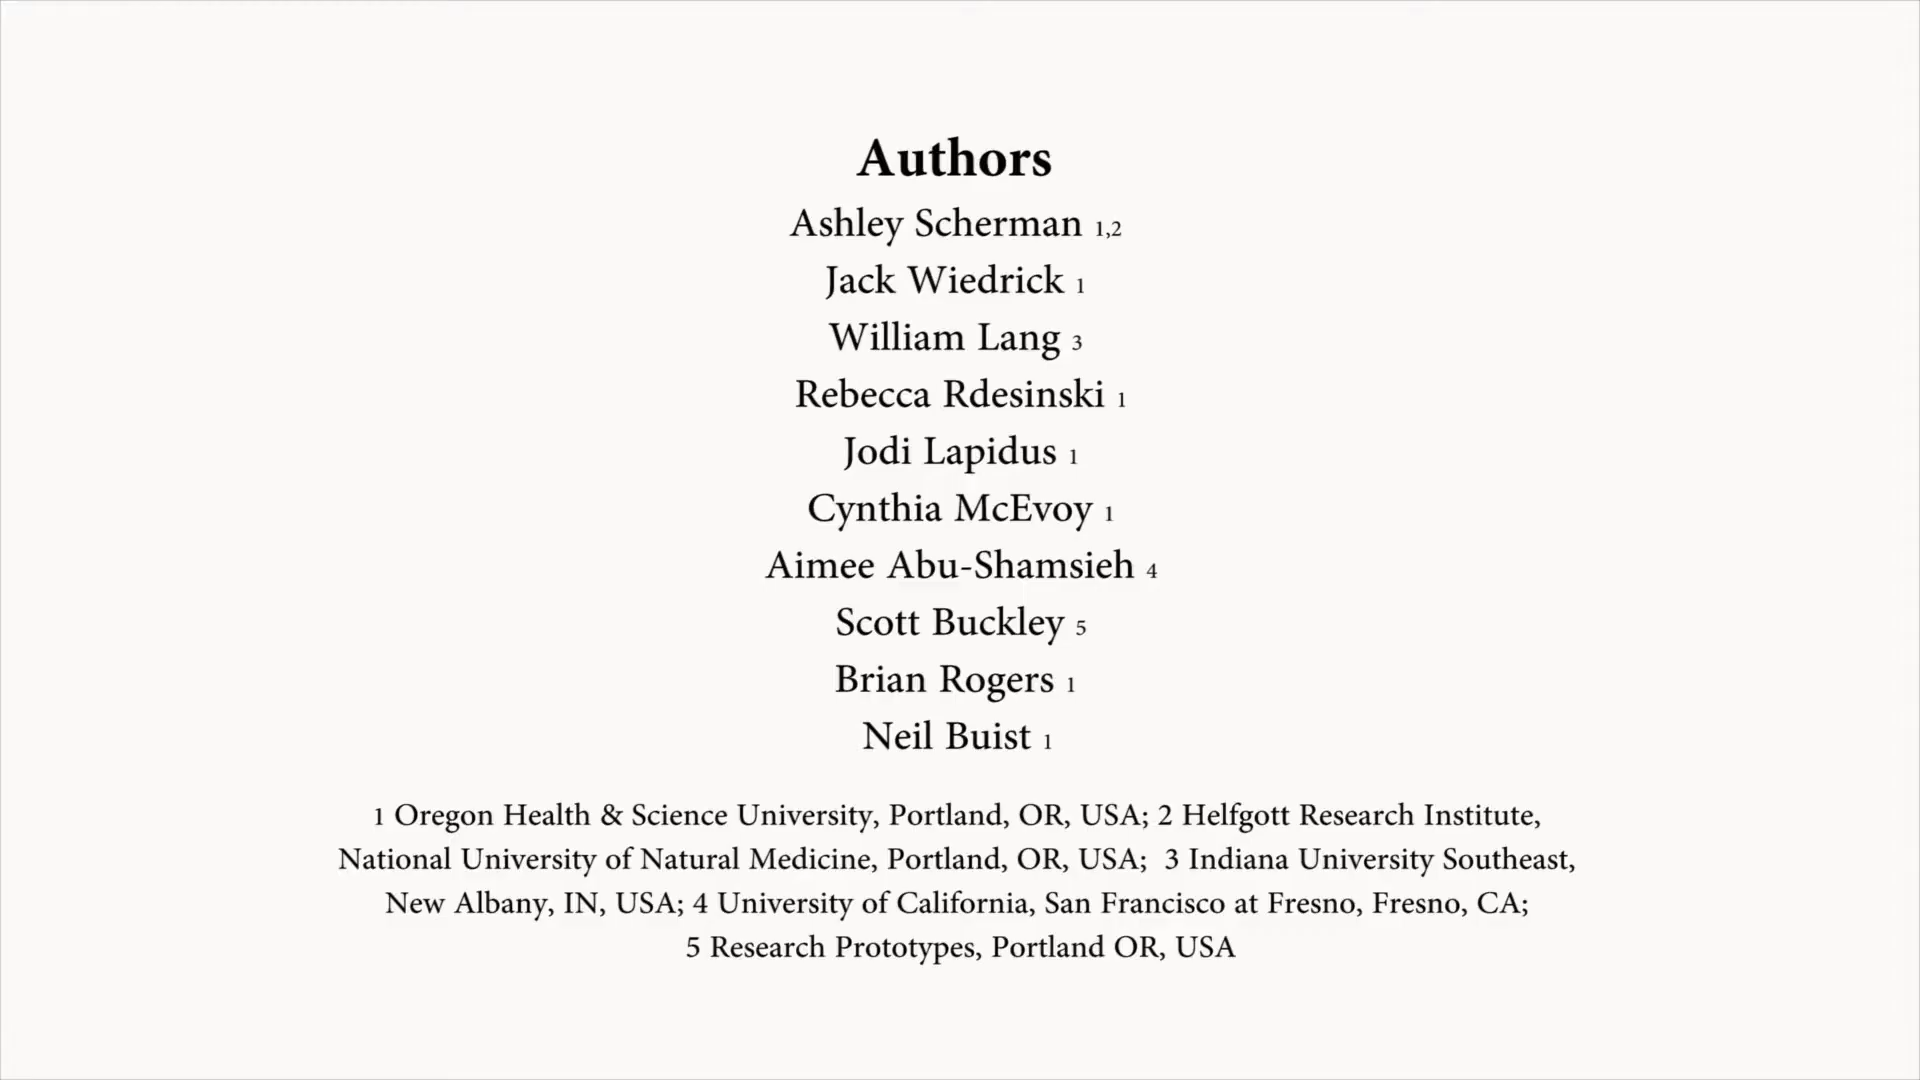 Authors
Ashley Scherman 1,2
Jack Wiedrick 1
William Lang 3
Rebecca Rdesinski 1
Jodi Lapidus 1
Cynthia McEvoy 1
Aimee Abu-Shamsieh 4
Scott Buckley 5
Brian Rogers 1
Neil Buist 1
1 Oregon Health & Science University, Portland, OR, USA; 2 Helfgott Research Institute,
National University of Natural Medicine, Portland, OR, USA;  3 Indiana University Southeast,
New Albany, IN, USA; 4 University of California, San Francisco at Fresno, Fresno, CA;
5 Research Prototypes, Portland OR, USA